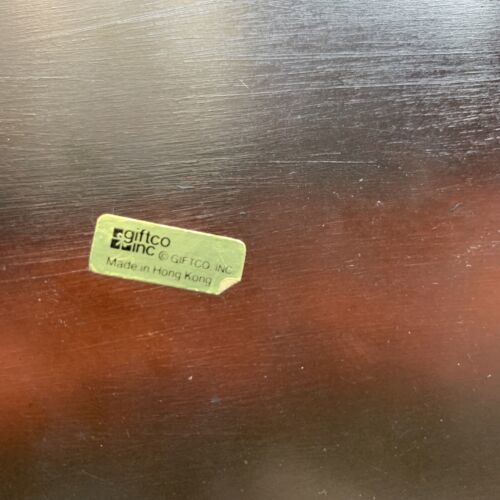 giftco
inc © GIFTCO, INC.
Made in Hong Kong